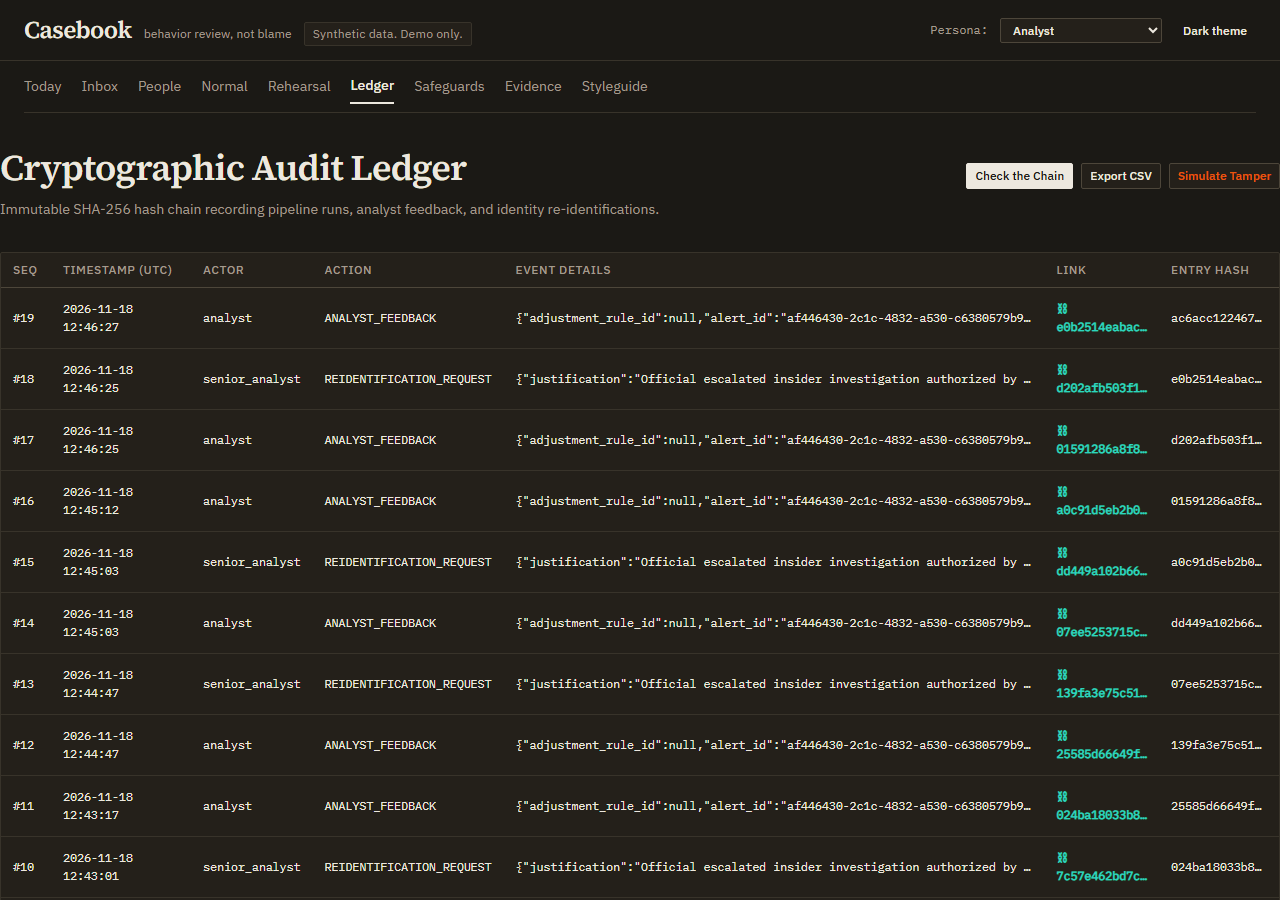 Casebook behavior review, not blame Synthetic data. Demo only. Persona: Analyst Dark theme
Today Inbox People Normal Rehearsal Ledger Safeguards Evidence Styleguide
Cryptographic Audit Ledger
Check the Chain Export CSV Simulate Tamper
Immutable SHA-256 hash chain recording pipeline runs, analyst feedback, and identity re-identifications.
SEQ TIMESTAMP (UTC) ACTOR ACTION EVENT DETAILS LINK ENTRY HASH
#19 2026-11-18 12:46:27 analyst ANALYST_FEEDBACK {"adjustment_rule_id":null,"alert_id":"af446430-2c1c-4832-a530-c6380579b9… ⛓ e0b2514eabac… ac6acc122467…
#18 2026-11-18 12:46:25 senior_analyst REIDENTIFICATION_REQUEST {"justification":"Official escalated insider investigation authorized by … ⛓ d202afb503f1… e0b2514eabac…
#17 2026-11-18 12:46:25 analyst ANALYST_FEEDBACK {"adjustment_rule_id":null,"alert_id":"af446430-2c1c-4832-a530-c6380579b9… ⛓ 01591286a8f8… d202afb503f1…
#16 2026-11-18 12:45:12 analyst ANALYST_FEEDBACK {"adjustment_rule_id":null,"alert_id":"af446430-2c1c-4832-a530-c6380579b9… ⛓ a0c91d5eb2b0… 01591286a8f8…
#15 2026-11-18 12:45:03 senior_analyst REIDENTIFICATION_REQUEST {"justification":"Official escalated insider investigation authorized by … ⛓ dd449a102b66… a0c91d5eb2b0…
#14 2026-11-18 12:45:03 analyst ANALYST_FEEDBACK {"adjustment_rule_id":null,"alert_id":"af446430-2c1c-4832-a530-c6380579b9… ⛓ 07ee5253715c… dd449a102b66…
#13 2026-11-18 12:44:47 senior_analyst REIDENTIFICATION_REQUEST {"justification":"Official escalated insider investigation authorized by … ⛓ 139fa3e75c51… 07ee5253715c…
#12 2026-11-18 12:44:47 analyst ANALYST_FEEDBACK {"adjustment_rule_id":null,"alert_id":"af446430-2c1c-4832-a530-c6380579b9… ⛓ 25585d66649f… 139fa3e75c51…
#11 2026-11-18 12:43:17 analyst ANALYST_FEEDBACK {"adjustment_rule_id":null,"alert_id":"af446430-2c1c-4832-a530-c6380579b9… ⛓ 024ba18033b8… 25585d66649f…
#10 2026-11-18 12:43:01 senior_analyst REIDENTIFICATION_REQUEST {"justification":"Official escalated insider investigation authorized by … ⛓ 7c57e462bd7c… 024ba18033b8…